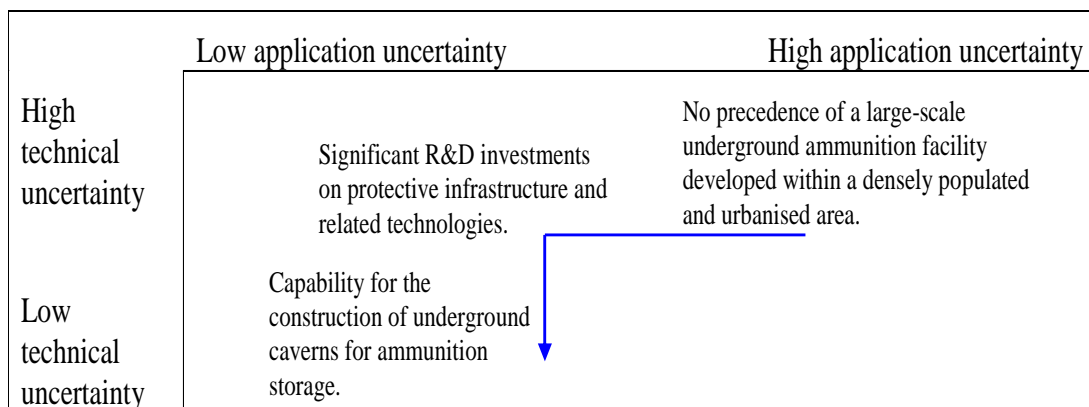 Low application uncertainty
High application uncertainty
High
technical
uncertainty
Significant R&D investments
on protective infrastructure and
related technologies.
No precedence of a large-scale
underground ammunition facility
developed within a densely populated
and urbanised area.
Low
technical
uncertainty
Capability for the
construction of underground
caverns for ammunition
storage.